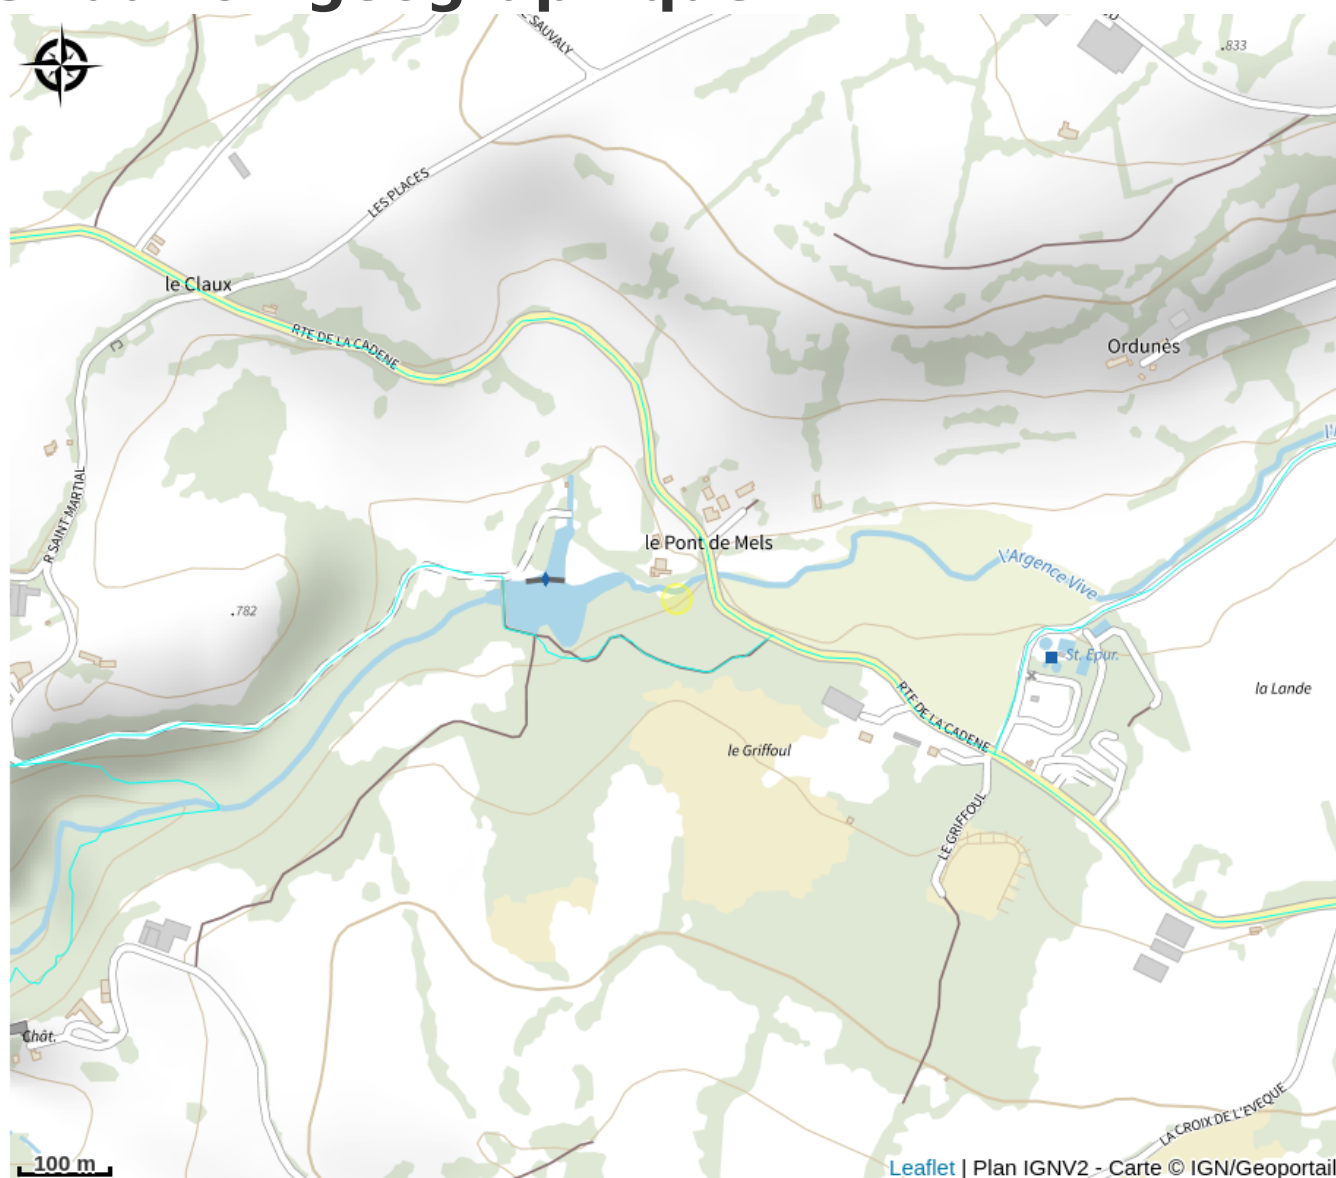 .833
LES PLACES
le Claux
RTE DE LA CADENE
Ordunès
R SAINT MARTIAL
le Pont de Mels
l'Argence Vive
.782
St. Epur.
la Lande
RTE DE LA CADENE
le Griffoul
LE GRIFFOUL
Chât.
LA CROIX DE L'EVEQUE
100 m
Leaflet | Plan IGNV2 - Carte © IGN/Geoportail